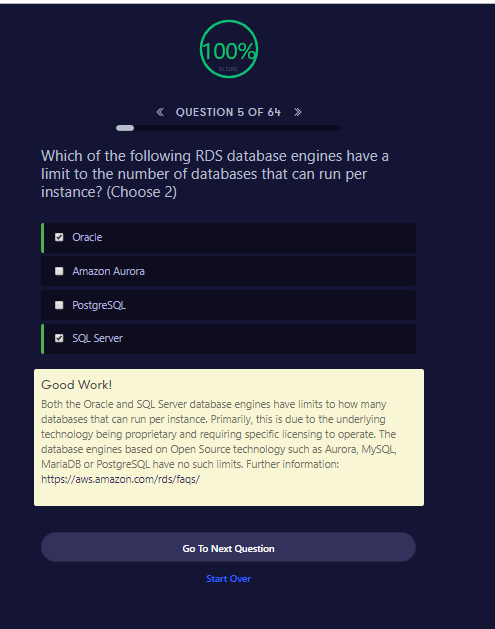 100%
SCORE
QUESTION 5 OF 64
Which of the following RDS database engines have a
limit to the number of databases that can run per
instance? (Choose 2)
Oracle
Amazon Aurora
PostgreSQL
SQL Server
Good Work!
Both the Oracle and SQL Server database engines have limits to how many
databases that can run per instance. Primarily, this is due to the underlying
technology being proprietary and requiring specific licensing to operate. The
database engines based on Open Source technology such as Aurora, MySQL,
MariaDB or PostgreSQL have no such limits. Further information:
https://aws.amazon.com/rds/faqs/
Go To Next Question
Start Over